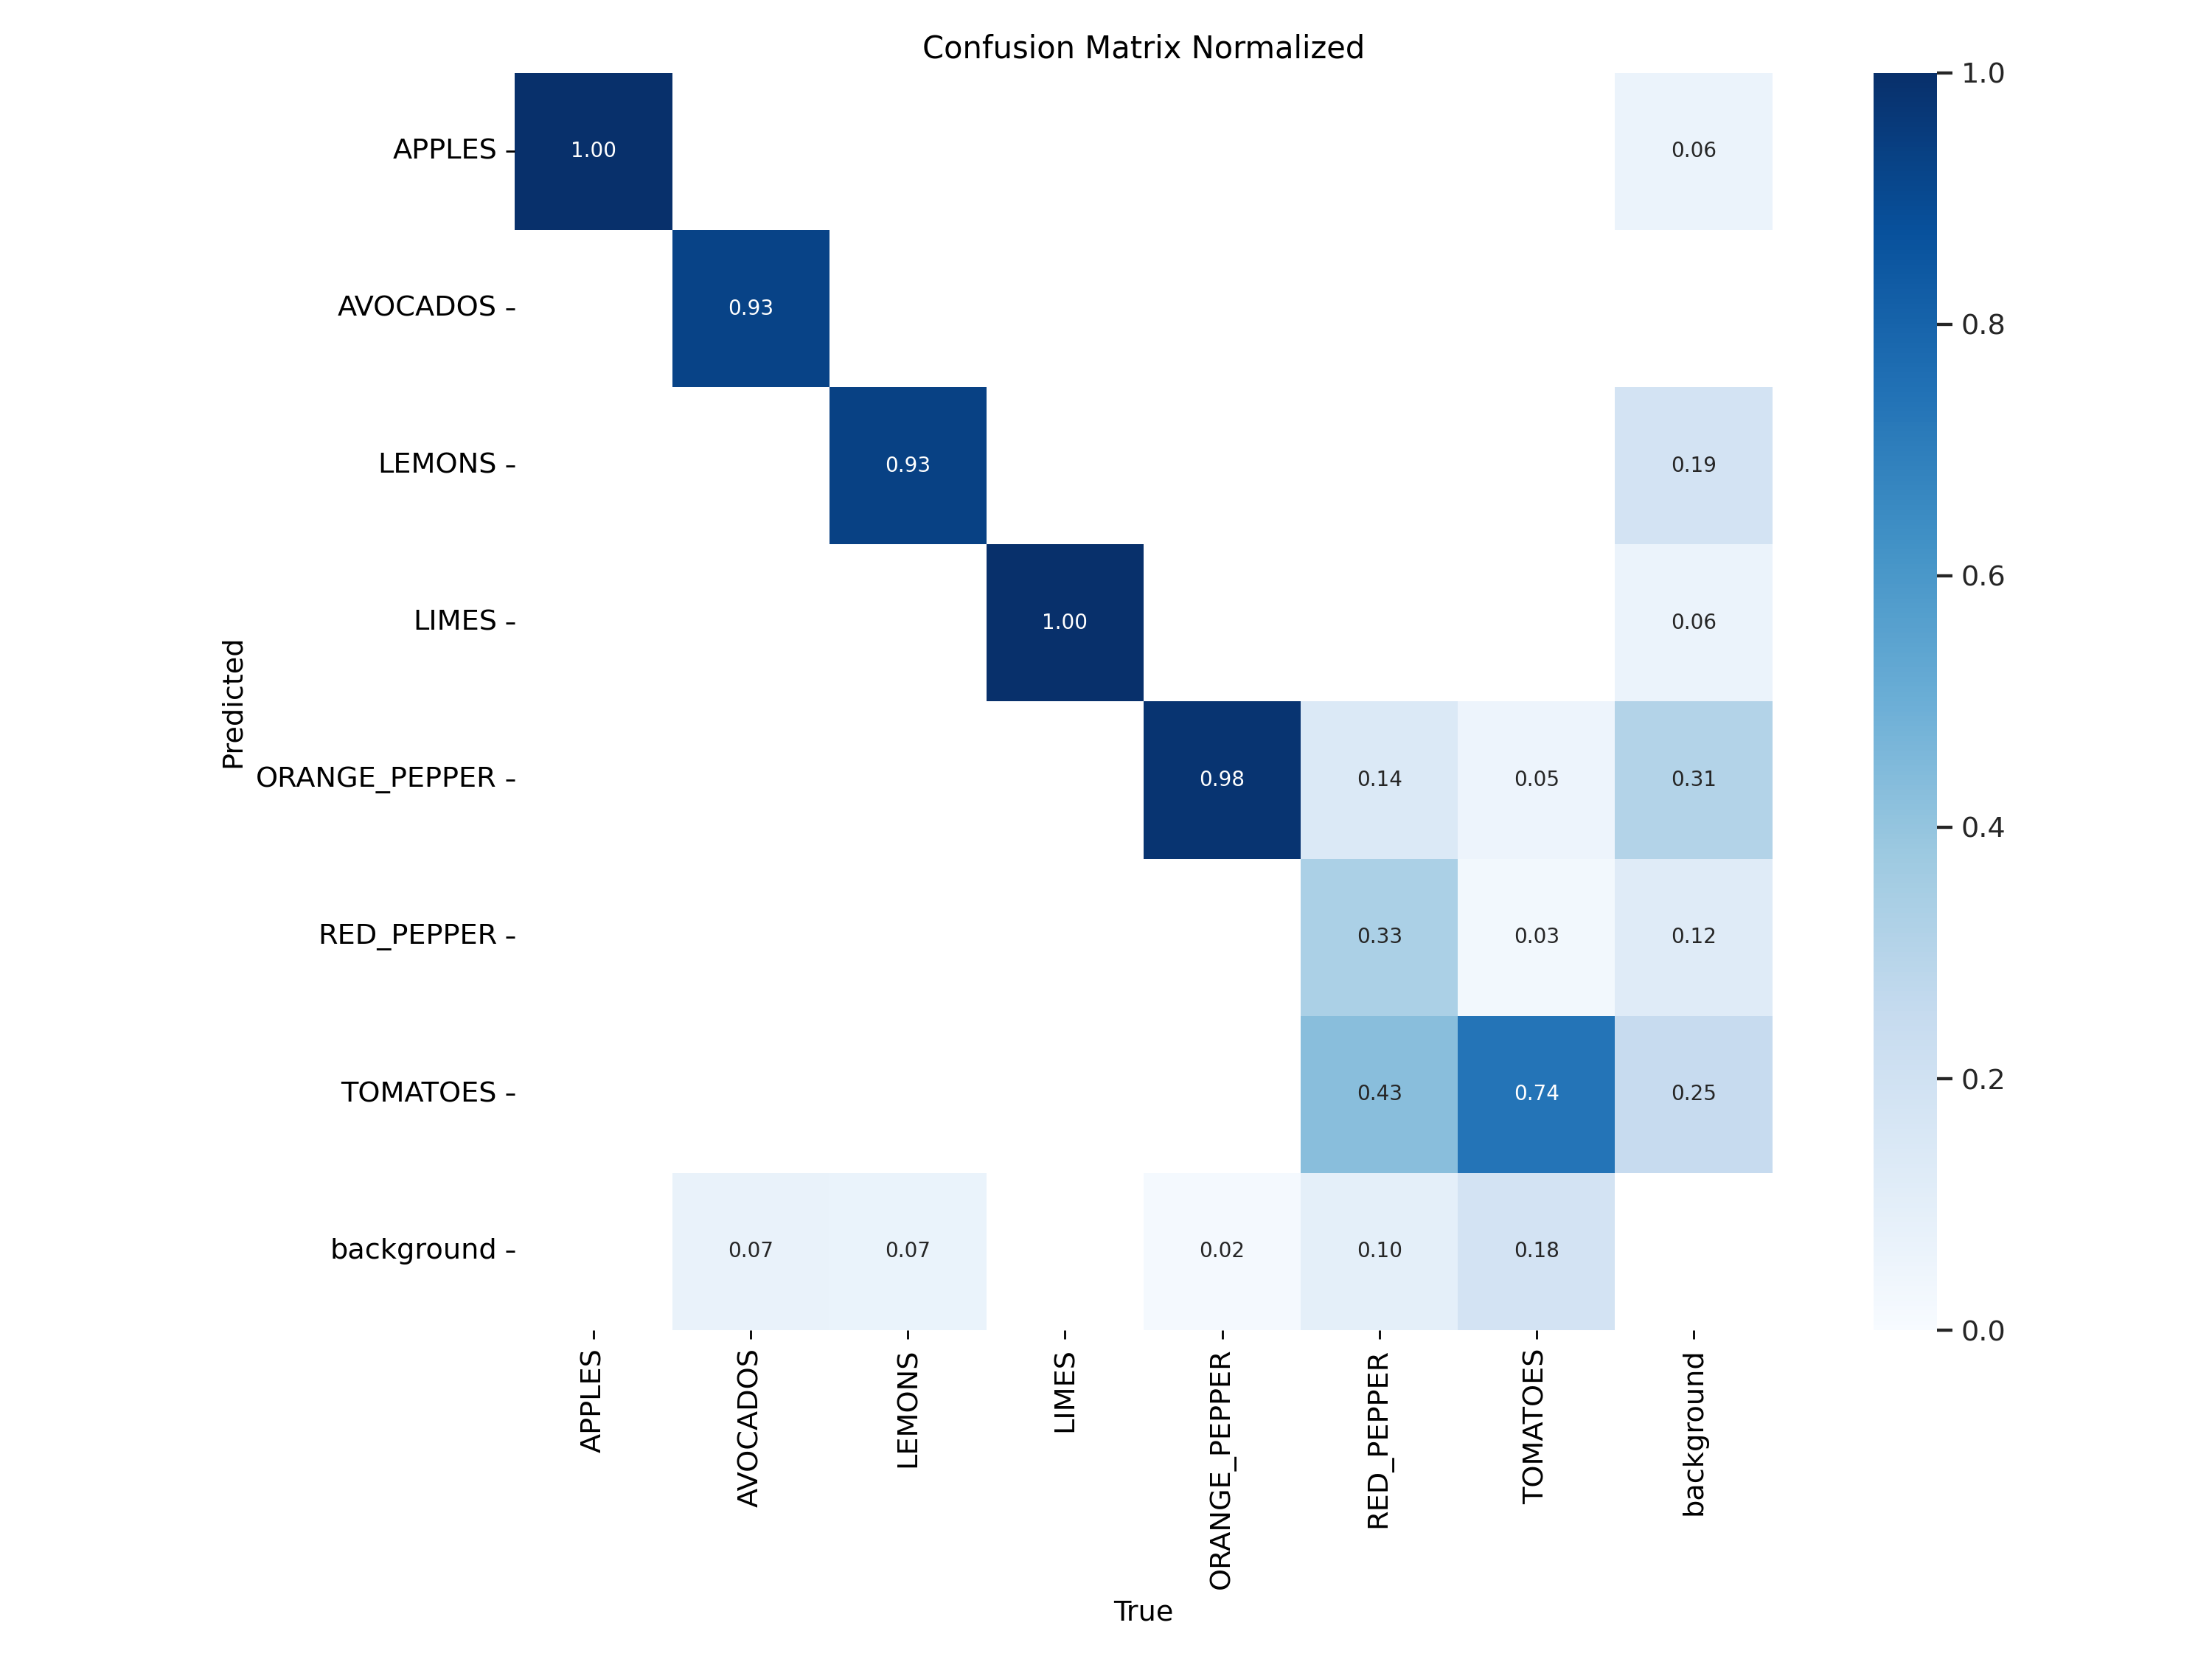 Confusion Matrix Normalized
APPLES 1.00 0.06 1.0
AVOCADOS 0.93 0.8
LEMONS 0.93 0.19
LIMES 1.00 0.06 0.6
Predicted
ORANGE_PEPPER 0.98 0.14 0.05 0.31 0.4
RED_PEPPER 0.33 0.03 0.12
TOMATOES 0.43 0.74 0.25 0.2
background 0.07 0.07 0.02 0.10 0.18 0.0
APPLES AVOCADOS LEMONS LIMES ORANGE_PEPPER RED_PEPPER TOMATOES background
True